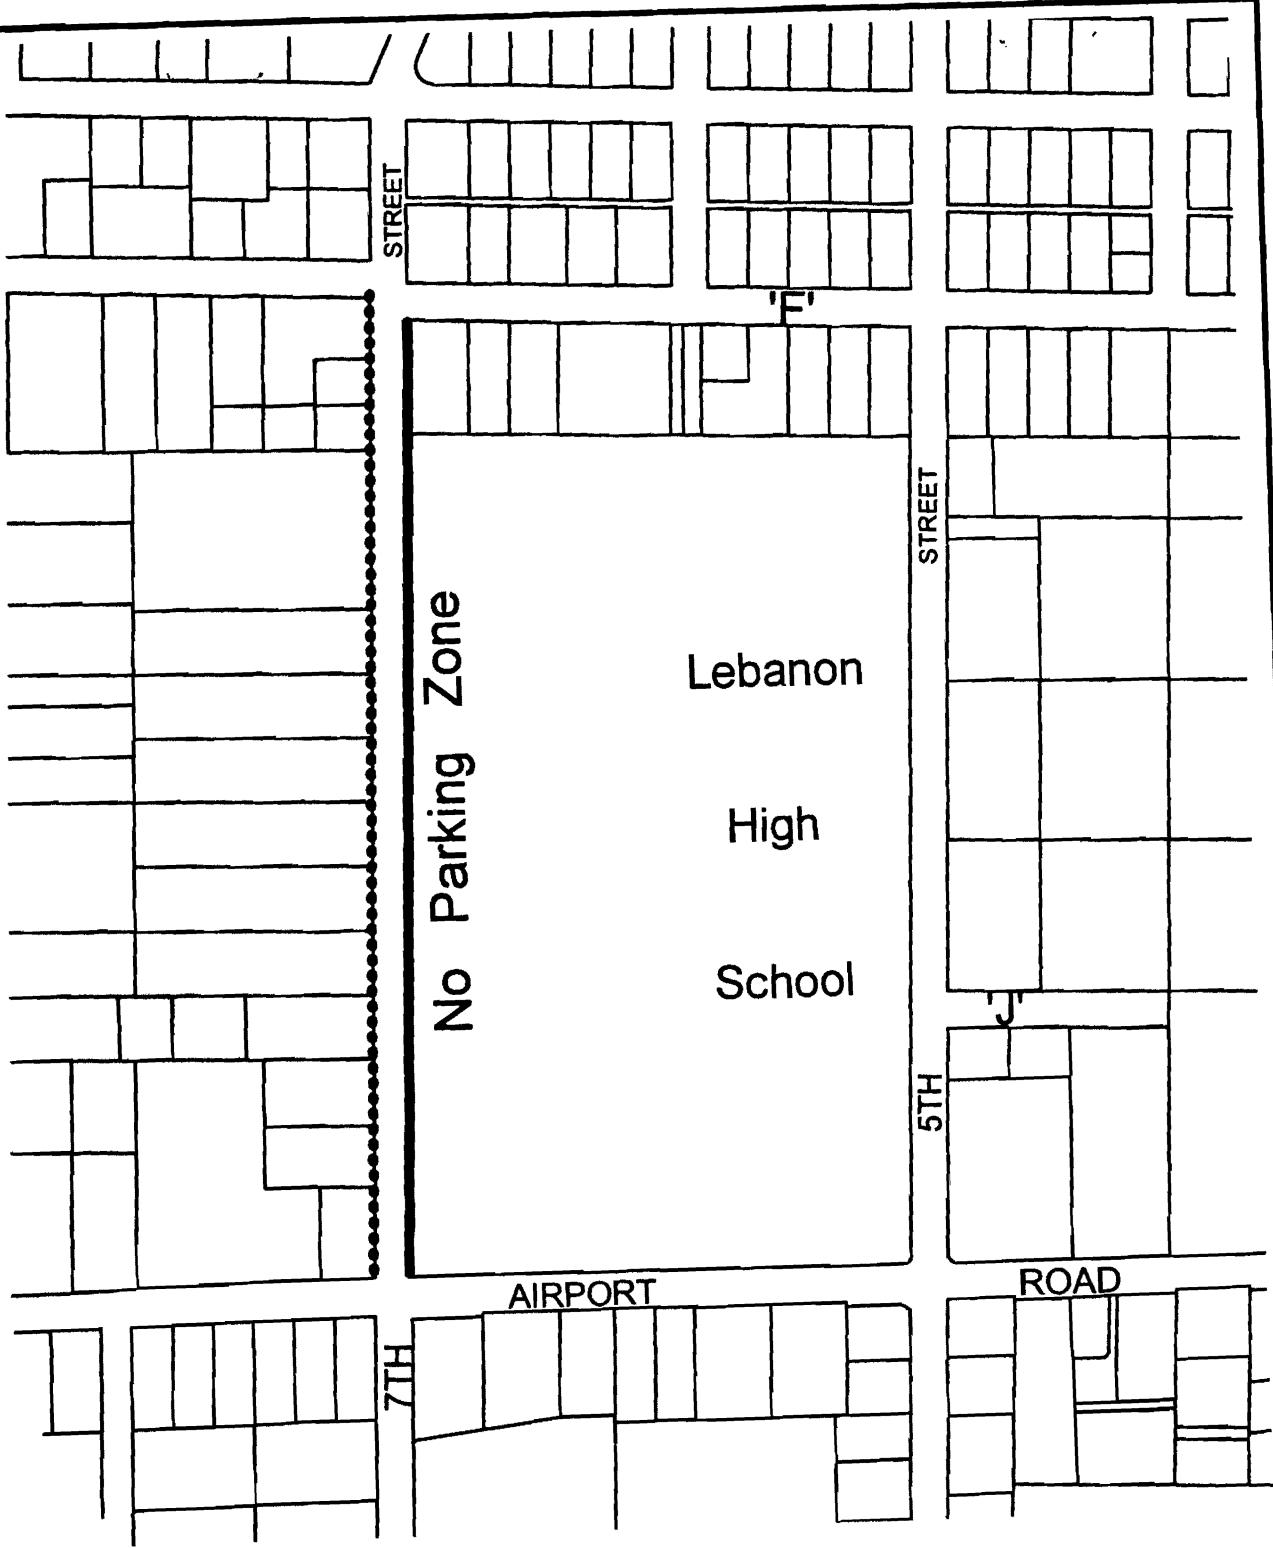 STREET
'F'
STREET
No Parking Zone
Lebanon
High
School
'J'
5TH
AIRPORT
ROAD
7TH